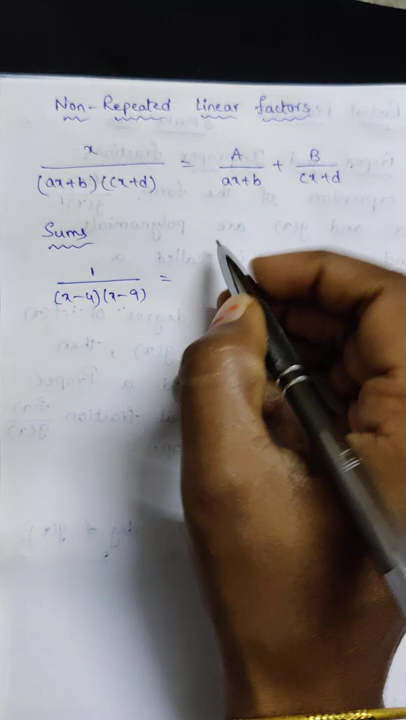 Non-Repeated linear factors
x/((ax+b)(cx+d)) = A/(ax+b) + B/(cx+d)
Sums
1/((x-4)(x-9)) =